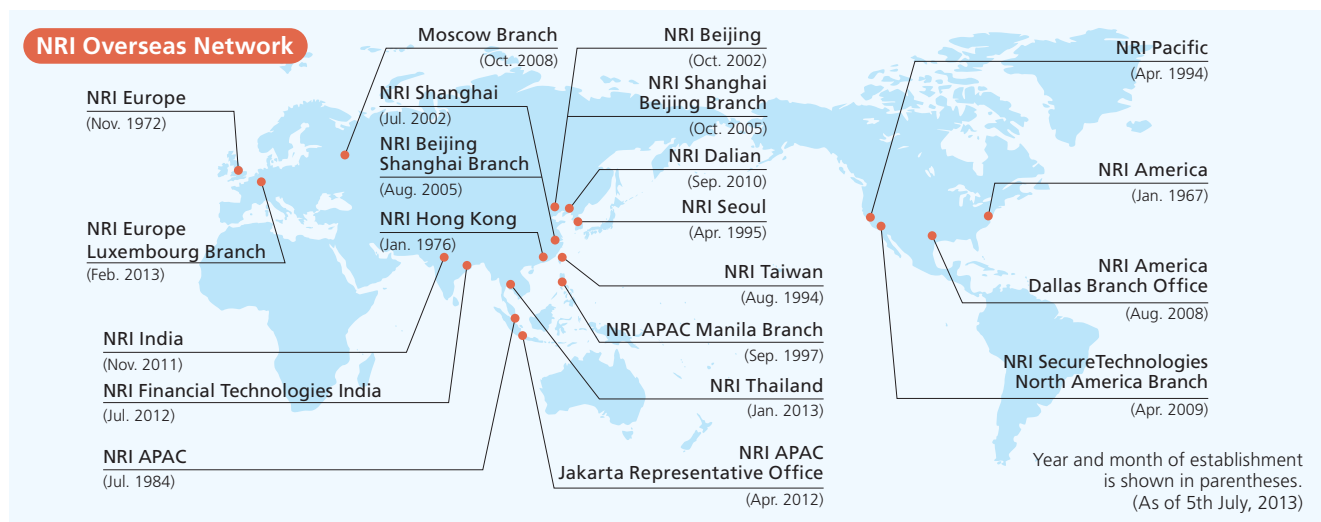 NRI Overseas Network
NRI Europe
(Nov. 1972)
NRI Europe
Luxembourg Branch
(Feb. 2013)
NRI India
(Nov. 2011)
NRI Financial Technologies India
(Jul. 2012)
NRI APAC
(Jul. 1984)
Moscow Branch
(Oct. 2008)
NRI Shanghai
(Jul. 2002)
NRI Beijing
Shanghai Branch
(Aug. 2005)
NRI Hong Kong
(Jan. 1976)
NRI Beijing
(Oct. 2002)
NRI Shanghai
Beijing Branch
(Oct. 2005)
NRI Dalian
(Sep. 2010)
NRI Seoul
(Apr. 1995)
NRI Taiwan
(Aug. 1994)
NRI APAC Manila Branch
(Sep. 1997)
NRI Thailand
(Jan. 2013)
NRI APAC
Jakarta Representative Office
(Apr. 2012)
NRI Pacific
(Apr. 1994)
NRI America
(Jan. 1967)
NRI America
Dallas Branch Office
(Aug. 2008)
NRI SecureTechnologies
North America Branch
(Apr. 2009)
Year and month of establishment
is shown in parentheses.
(As of 5th July, 2013)